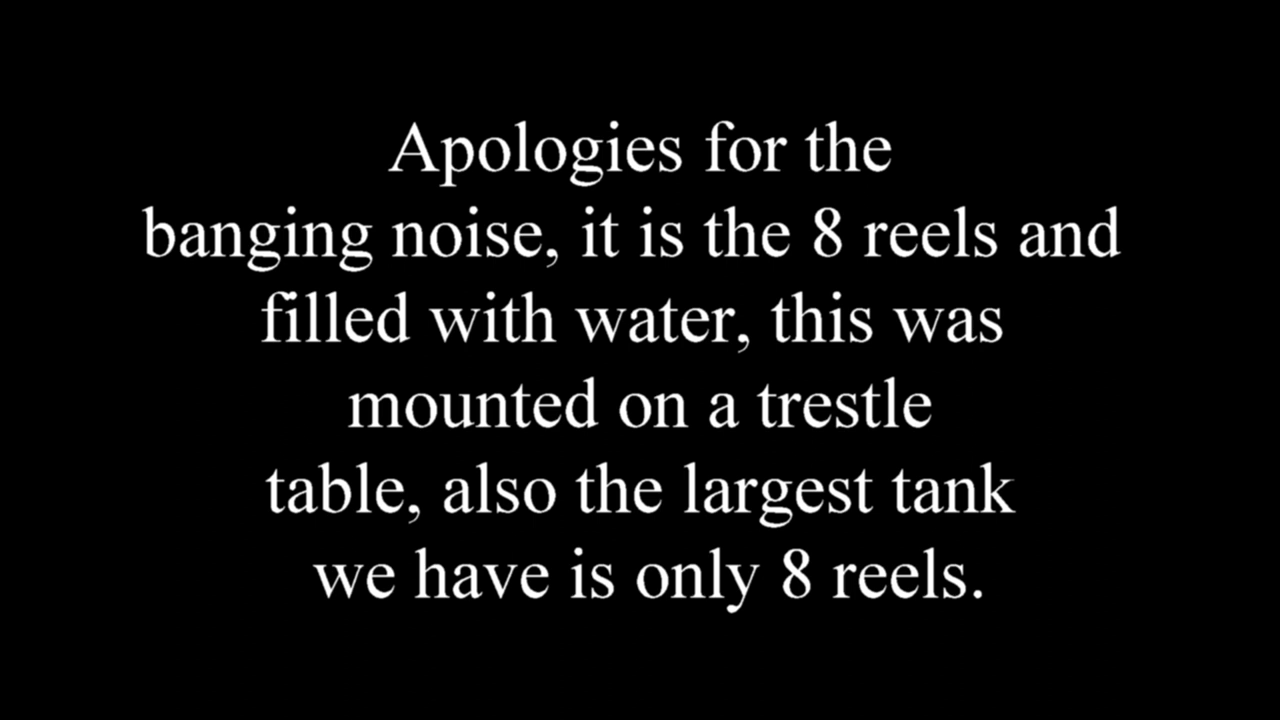 Apologies for the
banging noise, it is the 8 reels and
filled with water, this was
mounted on a trestle
table, also the largest tank
we have is only 8 reels.